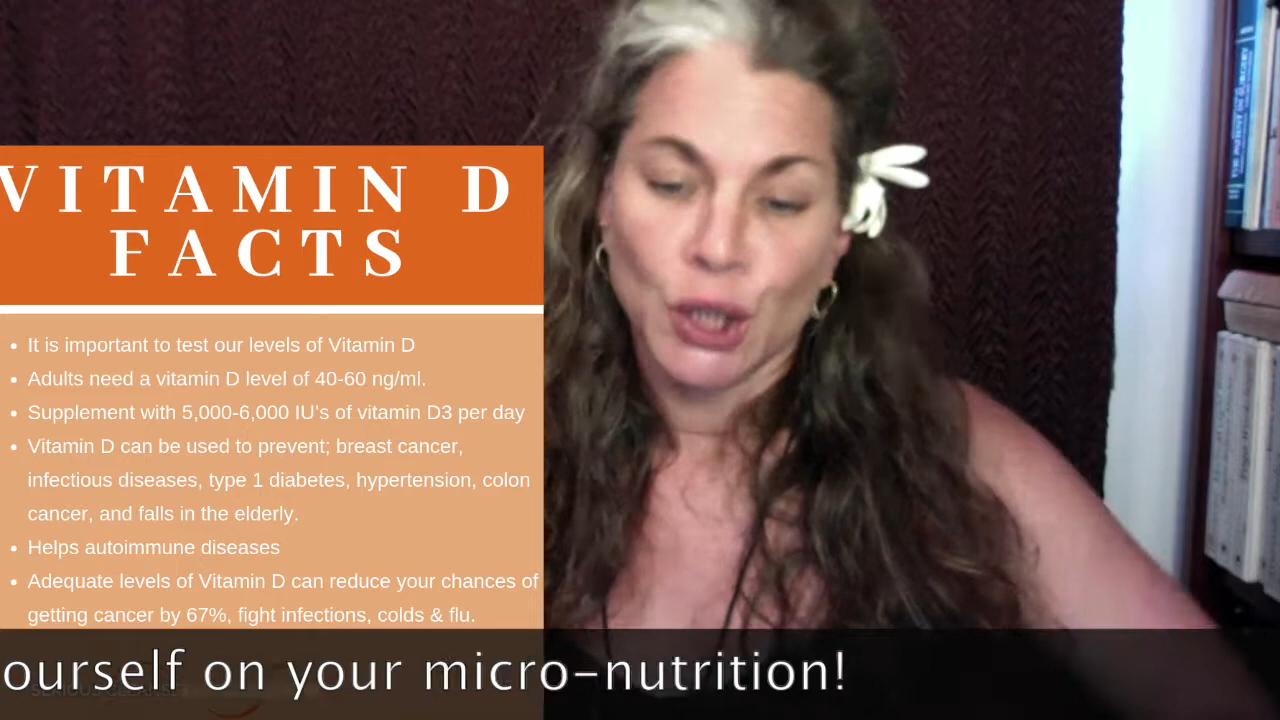 VITAMIN D
FACTS
It is important to test our levels of Vitamin D
Adults need a vitamin D level of 40-60 ng/ml.
Supplement with 5,000-6,000 IU's of vitamin D3 per day
Vitamin D can be used to prevent; breast cancer,
infectious diseases, type 1 diabetes, hypertension, colon
cancer, and falls in the elderly.
Helps autoimmune diseases
Adequate levels of Vitamin D can reduce your chances of
getting cancer by 67%, fight infections, colds & flu.
ourself on your micro-nutrition!